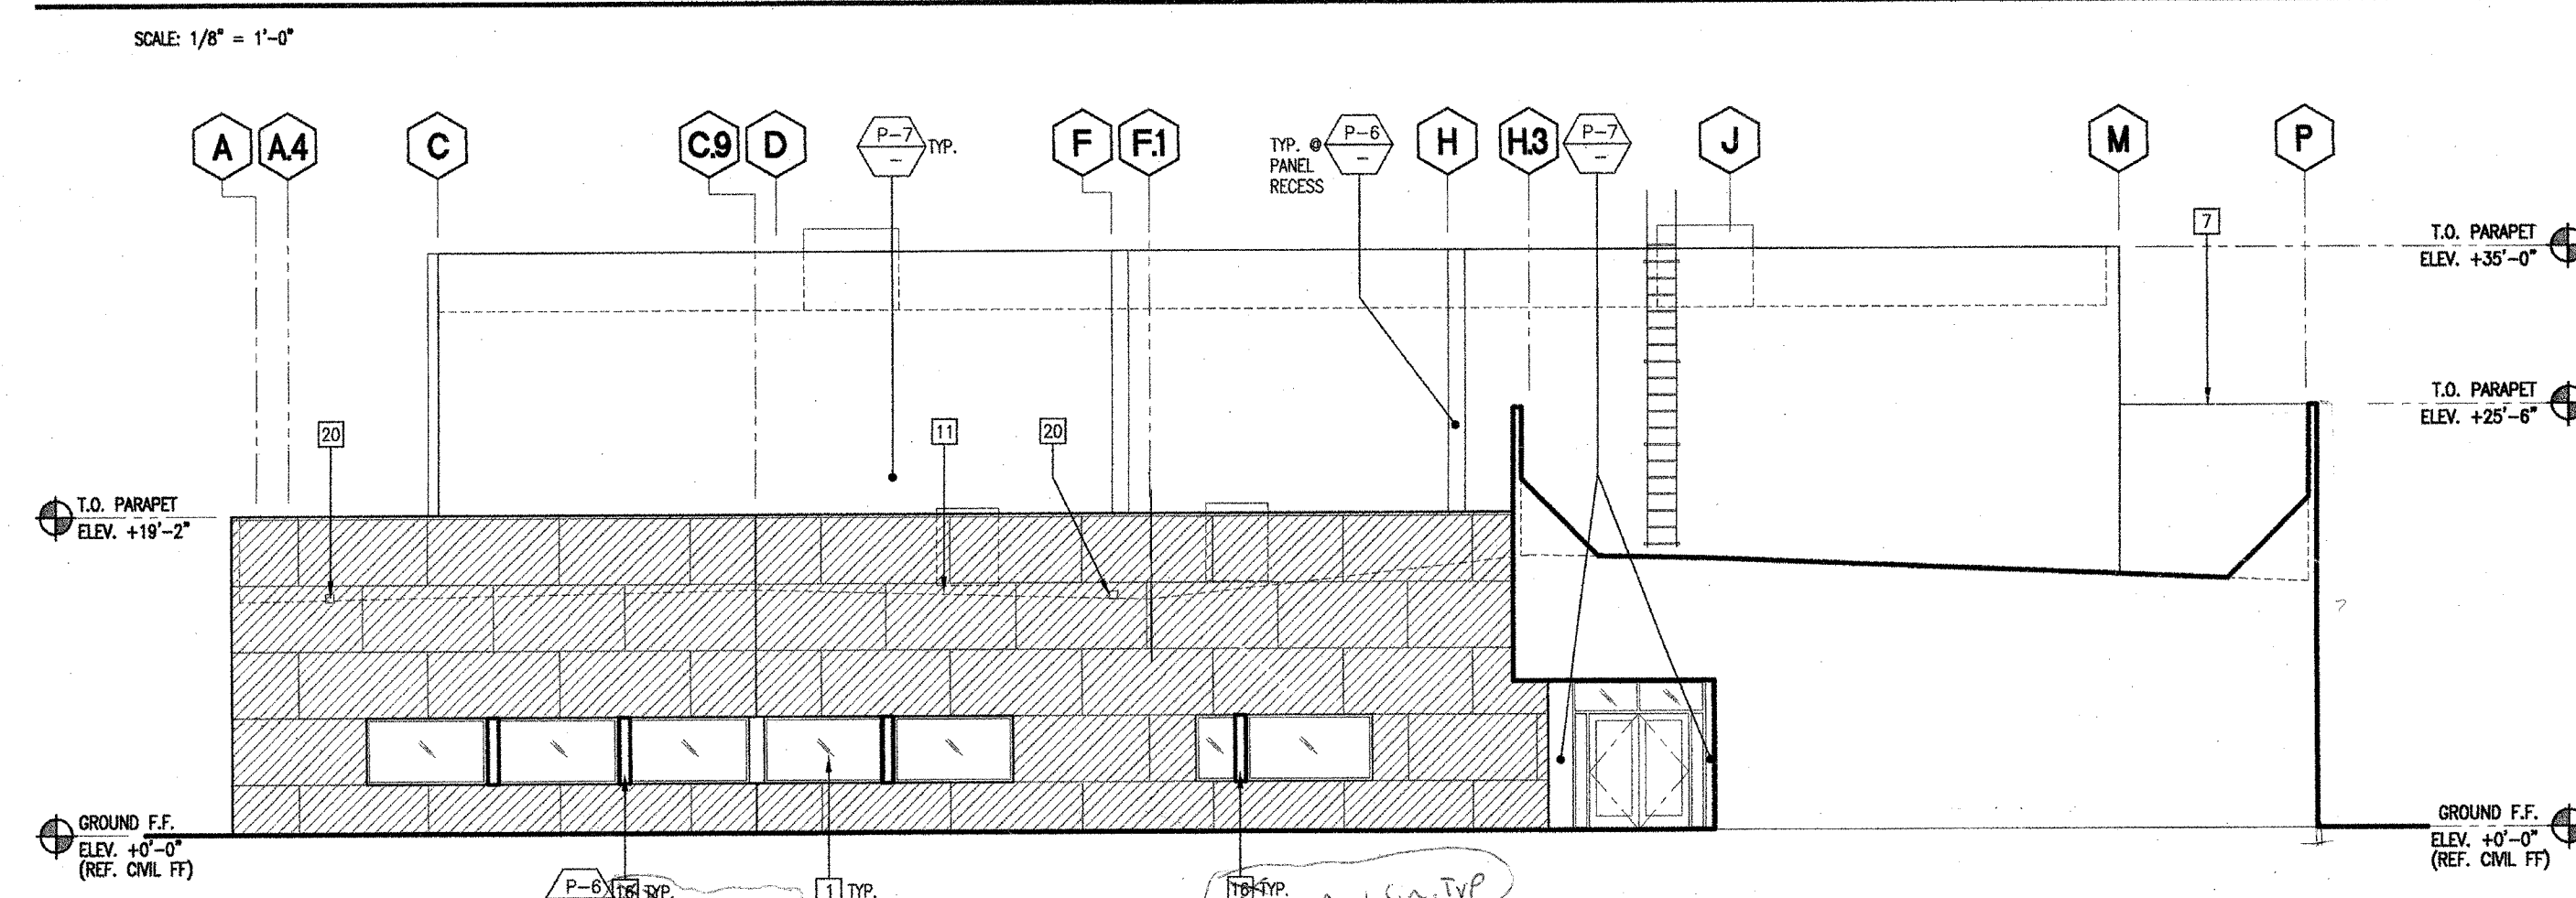 SCALE: 1/8" = 1'-0"
A
A.4
C
C.9
D
P-7
-
TYP.
F
F.1
TYP. @
PANEL
RECESS
P-6
-
H
H.3
P-7
-
J
M
P
7
T.O. PARAPET
ELEV. +35'-0"
T.O. PARAPET
ELEV. +25'-6"
20
11
20
T.O. PARAPET
ELEV. +19'-2"
GROUND F.F.
ELEV. +0'-0"
(REF. CIVIL FF)
GROUND F.F.
ELEV. +0'-0"
(REF. CIVIL FF)
?
P-6
TYP.
1 TYP.
TYP.
TYP